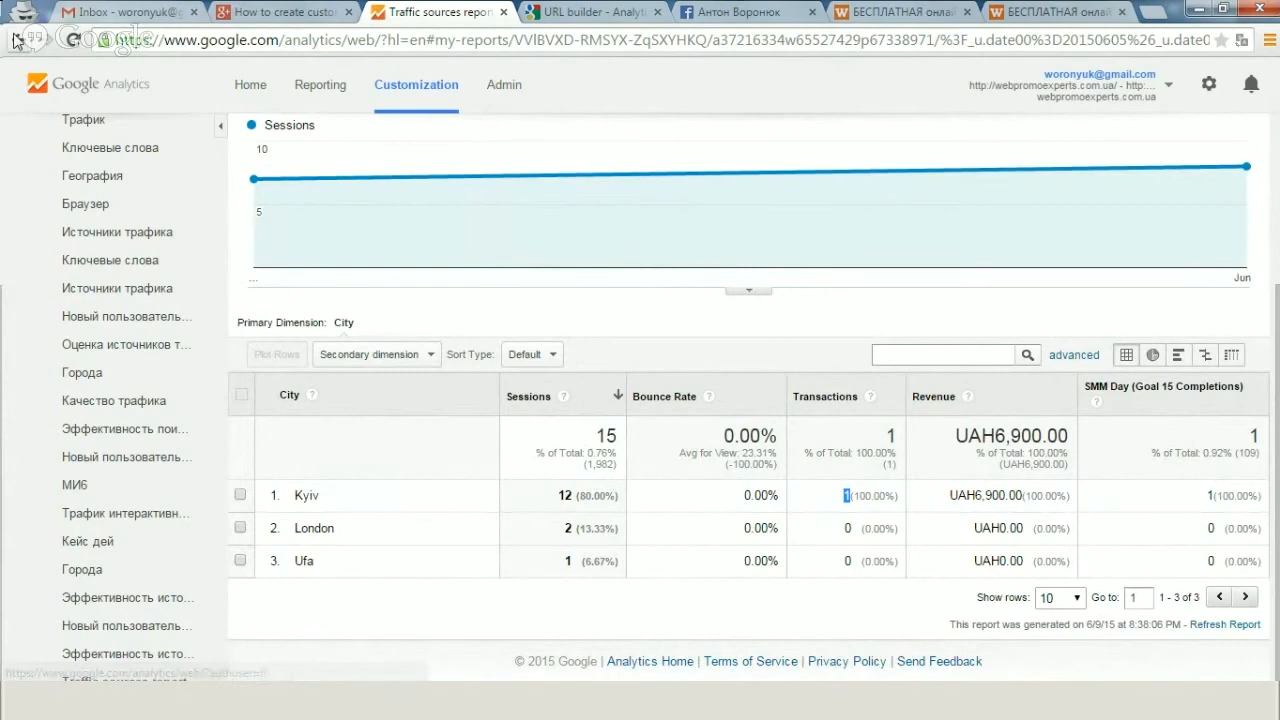 Inbox - woronyuk@g
How to create custo
Traffic sources repor
URL builder - Analyti
Антон Воронюк
БЕСПЛАТНАЯ онлай
БЕСПЛАТНАЯ онлай
Google
https://www.google.com/analytics/web/?hl=en#my-reports/VVlBVXD-RMSYX-ZqSXYHKQ/a37216334w65527429p67338971/%3F_u.date00%3D20150605%26_u.date0
Google Analytics
Home
Reporting
Customization
Admin
woronyuk@gmail.com
http://webpromoexperts.com.ua/ - http:...
webpromoexperts.com.ua
Трафик
Ключевые слова
География
Браузер
Источники трафика
Ключевые слова
Источники трафика
Новый пользователь...
Оценка источников т...
Города
Качество трафика
Эффективность пои...
Новый пользователь...
МИ6
Трафик интерактивн...
Кейс дей
Города
Эффективность исто...
Новый пользователь...
Эффективность исто...
Traffic sources report
Sessions
10
5
...
Jun
Primary Dimension: City
Plot Rows
Secondary dimension
Sort Type: Default
advanced
City ?
Sessions ?
Bounce Rate ?
Transactions ?
Revenue ?
SMM Day (Goal 15 Completions) ?
15
% of Total: 0.76%
(1,982)
0.00%
Avg for View: 23.31%
(-100.00%)
1
% of Total: 100.00%
(1)
UAH6,900.00
% of Total: 100.00%
(UAH6,900.00)
1
% of Total: 0.92% (109)
1. Kyiv 12 (80.00%) 0.00% 1(100.00%) UAH6,900.00(100.00%) 1(100.00%)
2. London 2 (13.33%) 0.00% 0 (0.00%) UAH0.00 (0.00%) 0 (0.00%)
3. Ufa 1 (6.67%) 0.00% 0 (0.00%) UAH0.00 (0.00%) 0 (0.00%)
Show rows: 10 Go to: 1 1 - 3 of 3
This report was generated on 6/9/15 at 8:38:06 PM - Refresh Report
© 2015 Google | Analytics Home | Terms of Service | Privacy Policy | Send Feedback
https://www.google.com/analytics/web/?authuser=0